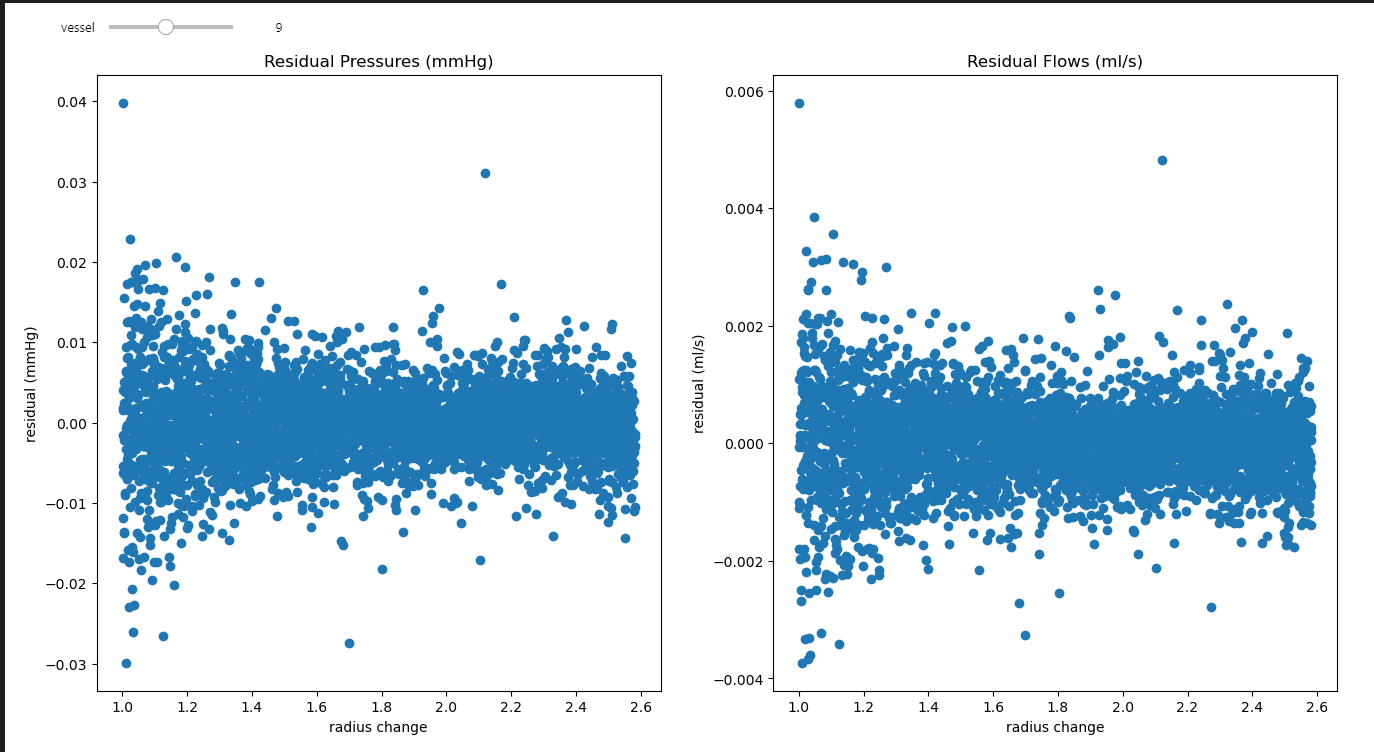 vessel 9
Residual Pressures (mmHg)
0.04
0.03
0.02
0.01
0.00
−0.01
−0.02
−0.03
residual (mmHg)
1.0 1.2 1.4 1.6 1.8 2.0 2.2 2.4 2.6
radius change
Residual Flows (ml/s)
0.006
0.004
0.002
0.000
−0.002
−0.004
residual (ml/s)
1.0 1.2 1.4 1.6 1.8 2.0 2.2 2.4 2.6
radius change